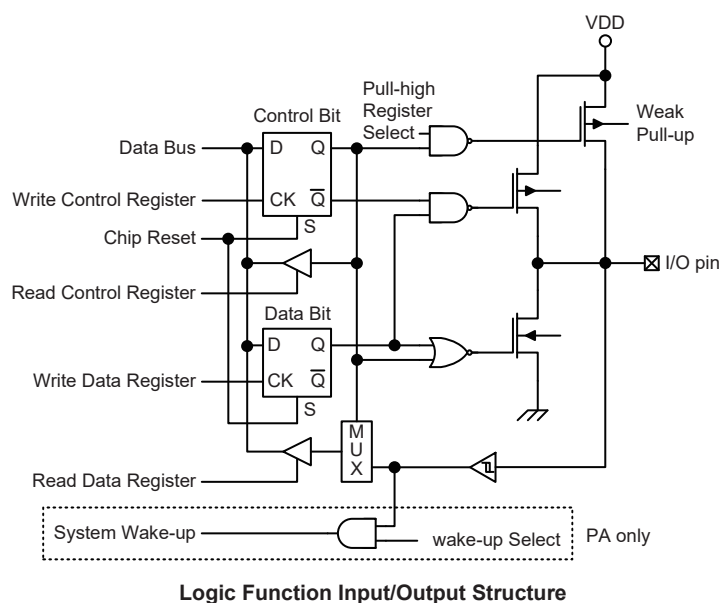 VDD
Pull-high
Register
Select
Weak
Pull-up
Control Bit
Data Bus
D
Q
Write Control Register
CK
Q
Chip Reset
S
I/O pin
Read Control Register
Data Bit
D
Q
Write Data Register
CK
Q
S
M
U
X
Read Data Register
System Wake-up
wake-up Select
PA only
Logic Function Input/Output Structure